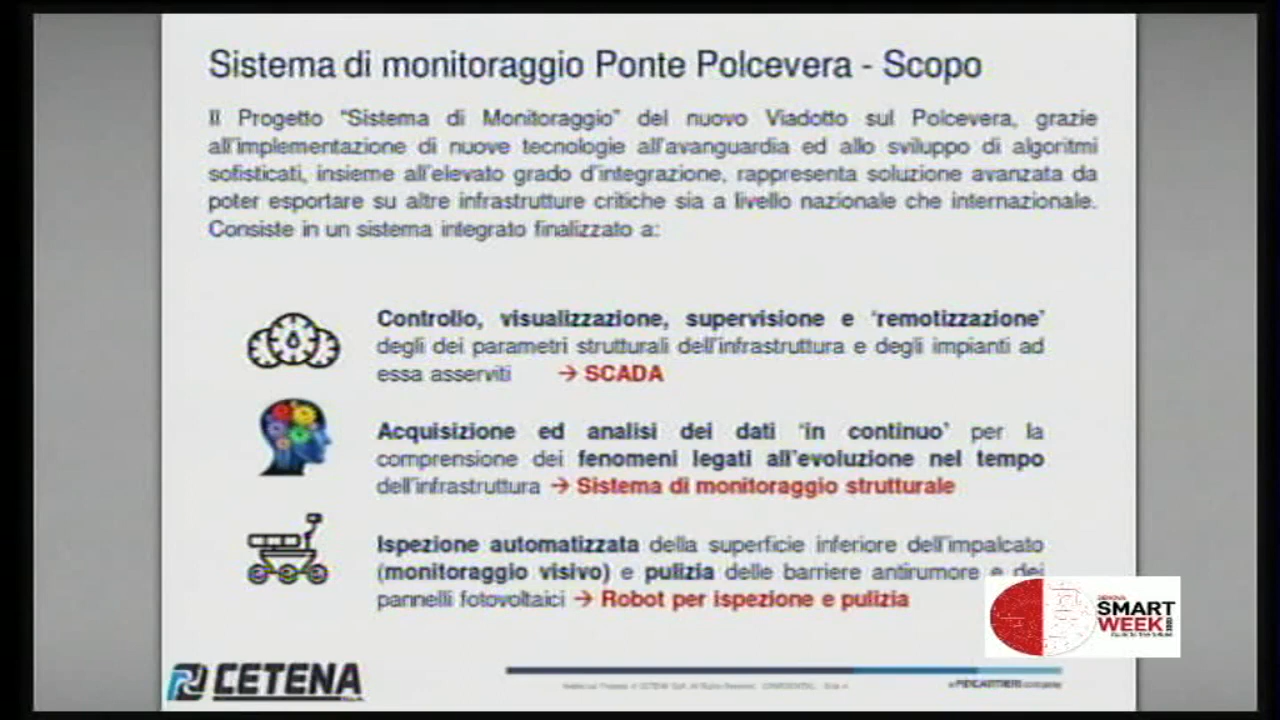 Sistema di monitoraggio Ponte Polcevera - Scopo
Il Progetto "Sistema di Monitoraggio" del nuovo Viadotto sul Polcevera, grazie
all'implementazione di nuove tecnologie all'avanguardia ed allo sviluppo di algoritmi
sofisticati, insieme all'elevato grado d'integrazione, rappresenta soluzione avanzata da
poter esportare su altre infrastrutture critiche sia a livello nazionale che internazionale.
Consiste in un sistema integrato finalizzato a:
Controllo, visualizzazione, supervisione e 'remotizzazione'
degli dei parametri strutturali dell'infrastruttura e degli impianti ad
essa asserviti → SCADA
Acquisizione ed analisi dei dati 'in continuo' per la
comprensione dei fenomeni legati all'evoluzione nel tempo
dell'infrastruttura → Sistema di monitoraggio strutturale
Ispezione automatizzata della superficie inferiore dell'impalcato
(monitoraggio visivo) e pulizia delle barriere antirumore e dei
pannelli fotovoltaici → Robot per ispezione e pulizia
GENOVA
SMART
WEEK
CETENA
a FINCANTIERI company